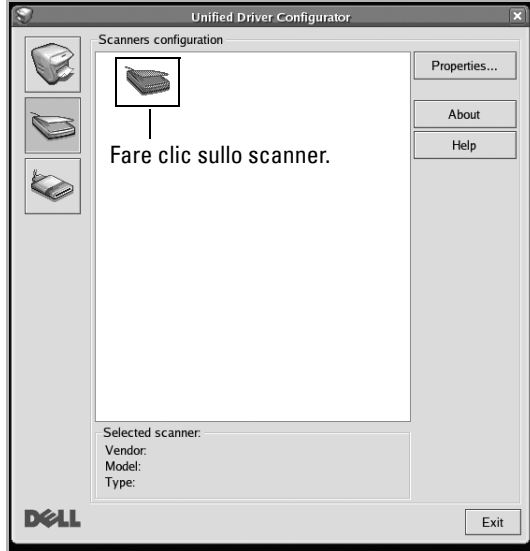 Unified Driver Configurator
Scanners configuration
Properties...
About
Help
Fare clic sullo scanner.
Selected scanner:
Vendor:
Model:
Type:
DELL
Exit